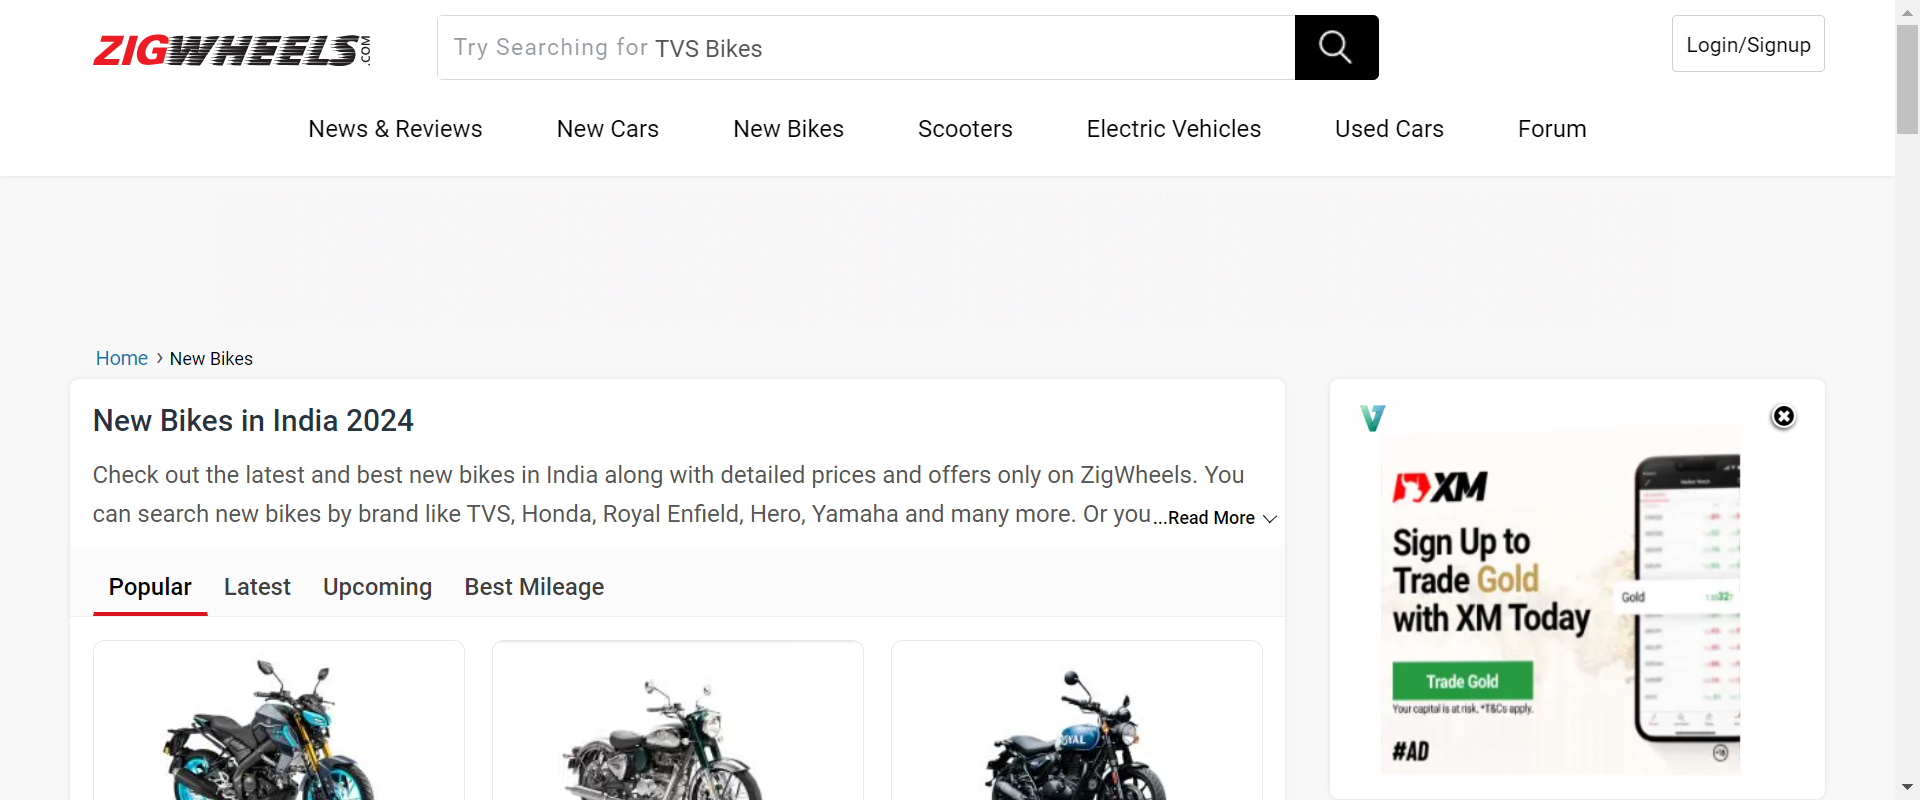 ZIGWHEELS.COM
Try Searching for TVS Bikes
Login/Signup
News & Reviews
New Cars
New Bikes
Scooters
Electric Vehicles
Used Cars
Forum
Home › New Bikes
New Bikes in India 2024
Check out the latest and best new bikes in India along with detailed prices and offers only on ZigWheels. You
can search new bikes by brand like TVS, Honda, Royal Enfield, Hero, Yamaha and many more. Or you ...Read More
Popular
Latest
Upcoming
Best Mileage
ROYAL
XM
Sign Up to
Trade Gold
with XM Today
Trade Gold
Your capital is at risk. *T&Cs apply.
#AD
Gold